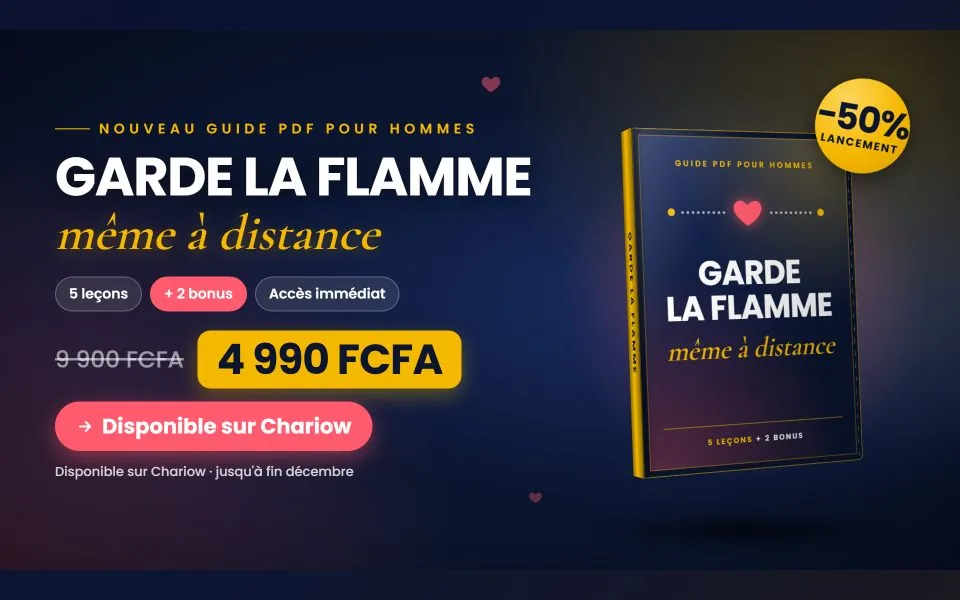 NOUVEAU GUIDE PDF POUR HOMMES
GARDE LA FLAMME
même à distance
5 leçons
+ 2 bonus
Accès immédiat
9 900 FCFA
4 990 FCFA
→ Disponible sur Chariow
Disponible sur Chariow · jusqu'à fin décembre
−50%
LANCEMENT
GUIDE PDF POUR HOMMES
GARDE
LA FLAMME
même à distance
5 LEÇONS + 2 BONUS
GARDE LA FLAMME